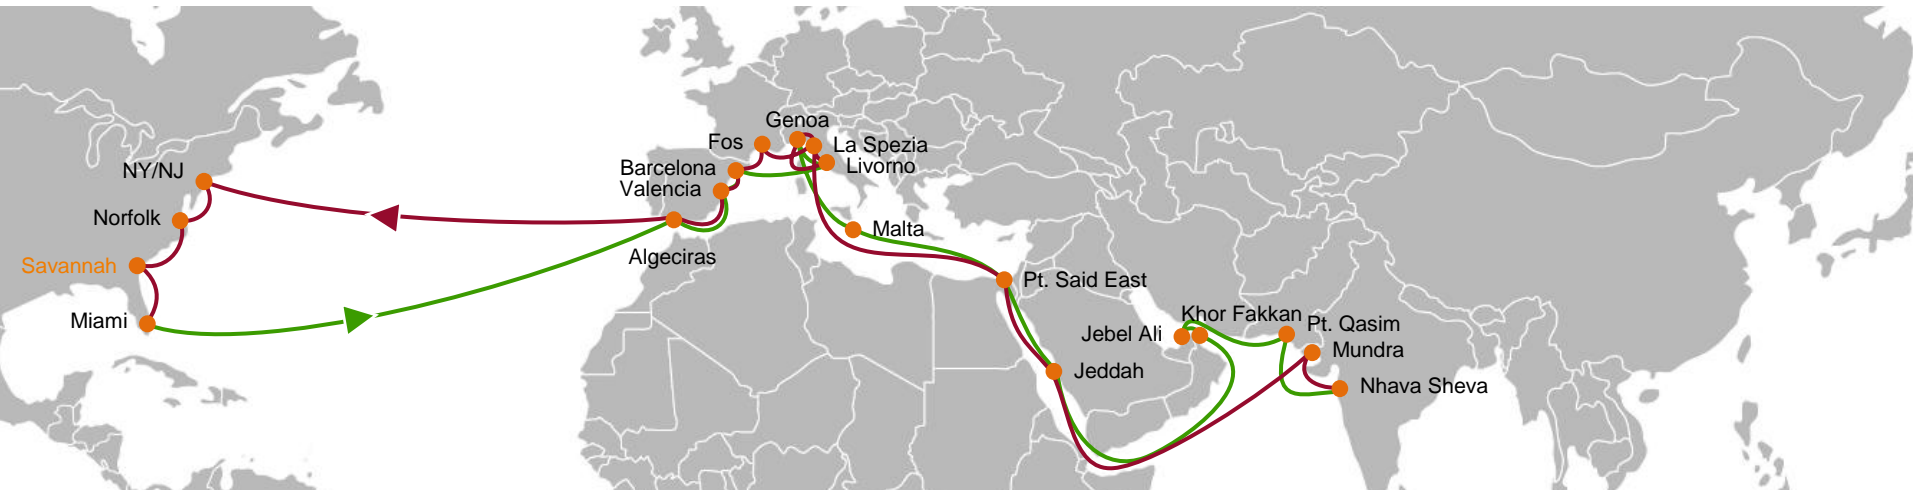 Genoa
Fos
La Spezia
Barcelona
Livorno
NY/NJ
Valencia
Norfolk
Malta
Algeciras
Savannah
Pt. Said East
Miami
Khor Fakkan
Pt. Qasim
Jebel Ali
Mundra
Jeddah
Nhava Sheva